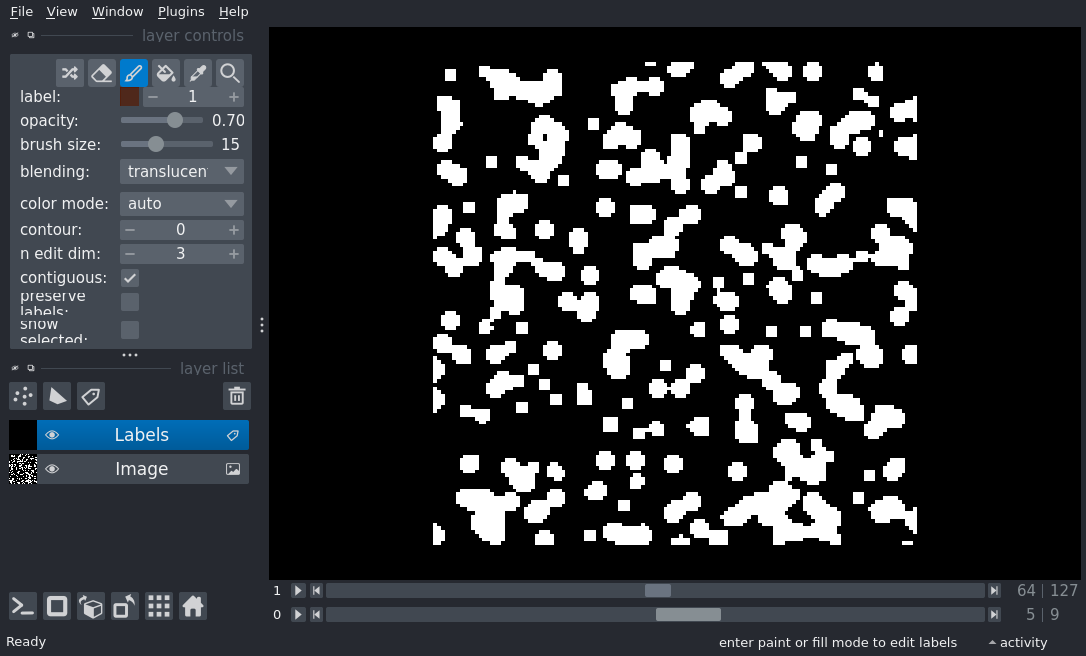 File View Window Plugins Help
layer controls
label: 1
opacity: 0.70
brush size: 15
blending: translucen
color mode: auto
contour: 0
n edit dim: 3
contiguous:
preserve
labels:
show
selected:
layer list
Labels
Image
1 64 127
0 5 9
Ready enter paint or fill mode to edit labels activity